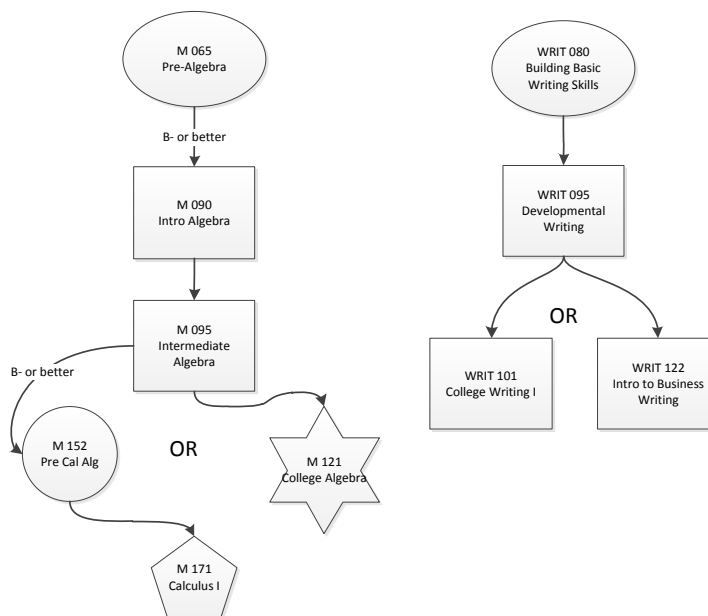 M 065
Pre-Algebra
B- or better
M 090
Intro Algebra
M 095
Intermediate
Algebra
B- or better
M 152
Pre Cal Alg
OR
M 121
College Algebra
M 171
Calculus I
WRIT 080
Building Basic
Writing Skills
WRIT 095
Developmental
Writing
OR
WRIT 101
College Writing I
WRIT 122
Intro to Business
Writing